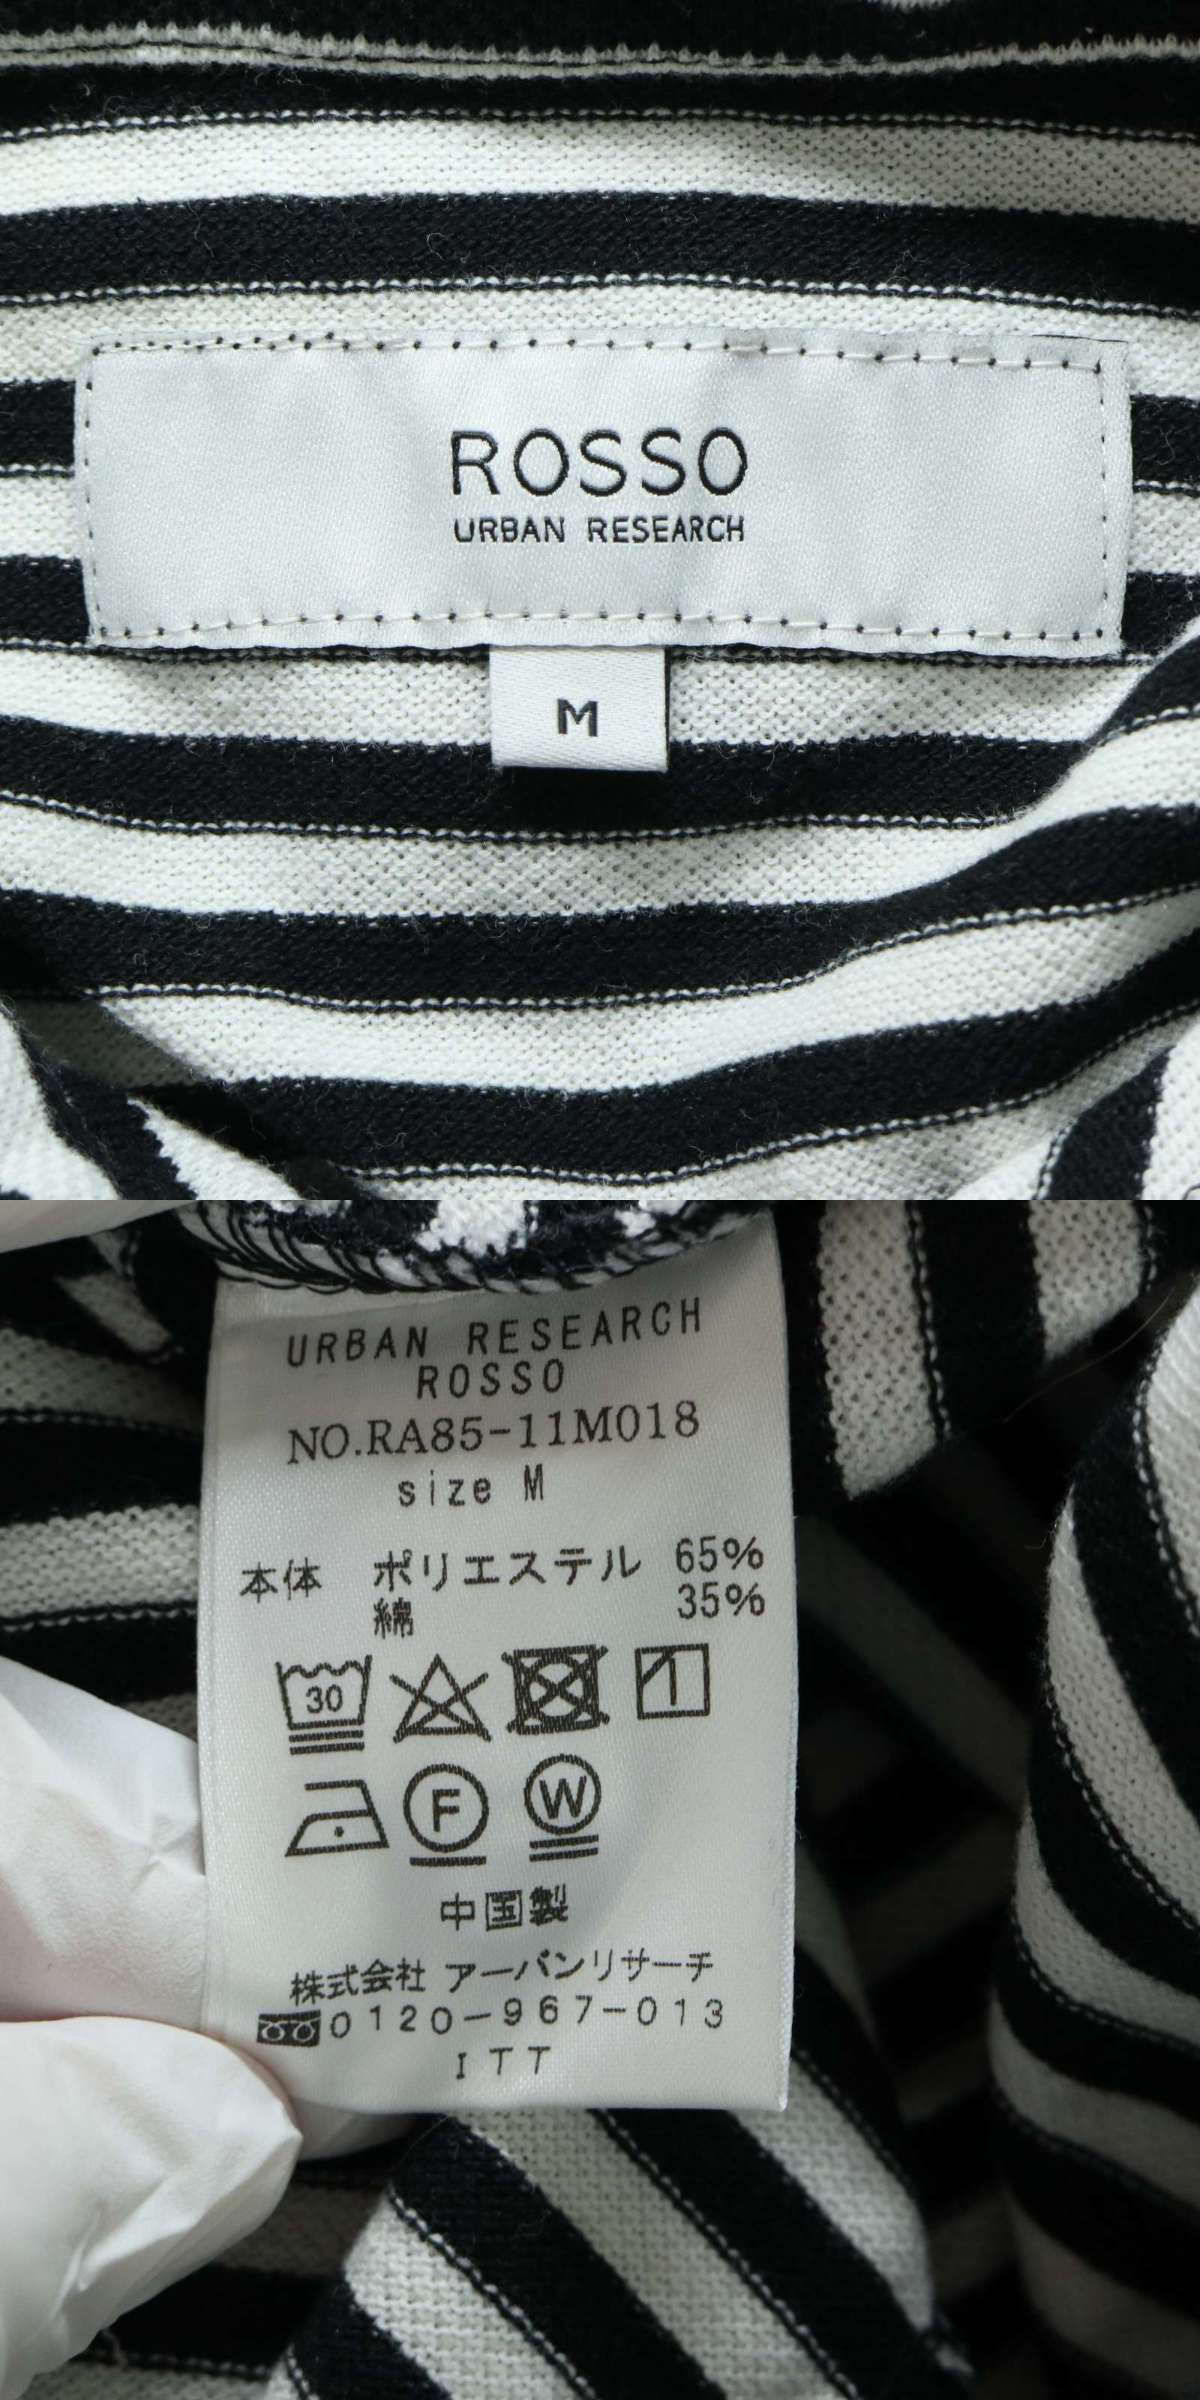 ROSSO
URBAN RESEARCH
M
URBAN RESEARCH
ROSSO
NO.RA85-11M018
size M
本体 ポリエステル 65%
綿 35%
30
F
W
中国製
株式会社 アーバンリサーチ
0120-967-013
ITT